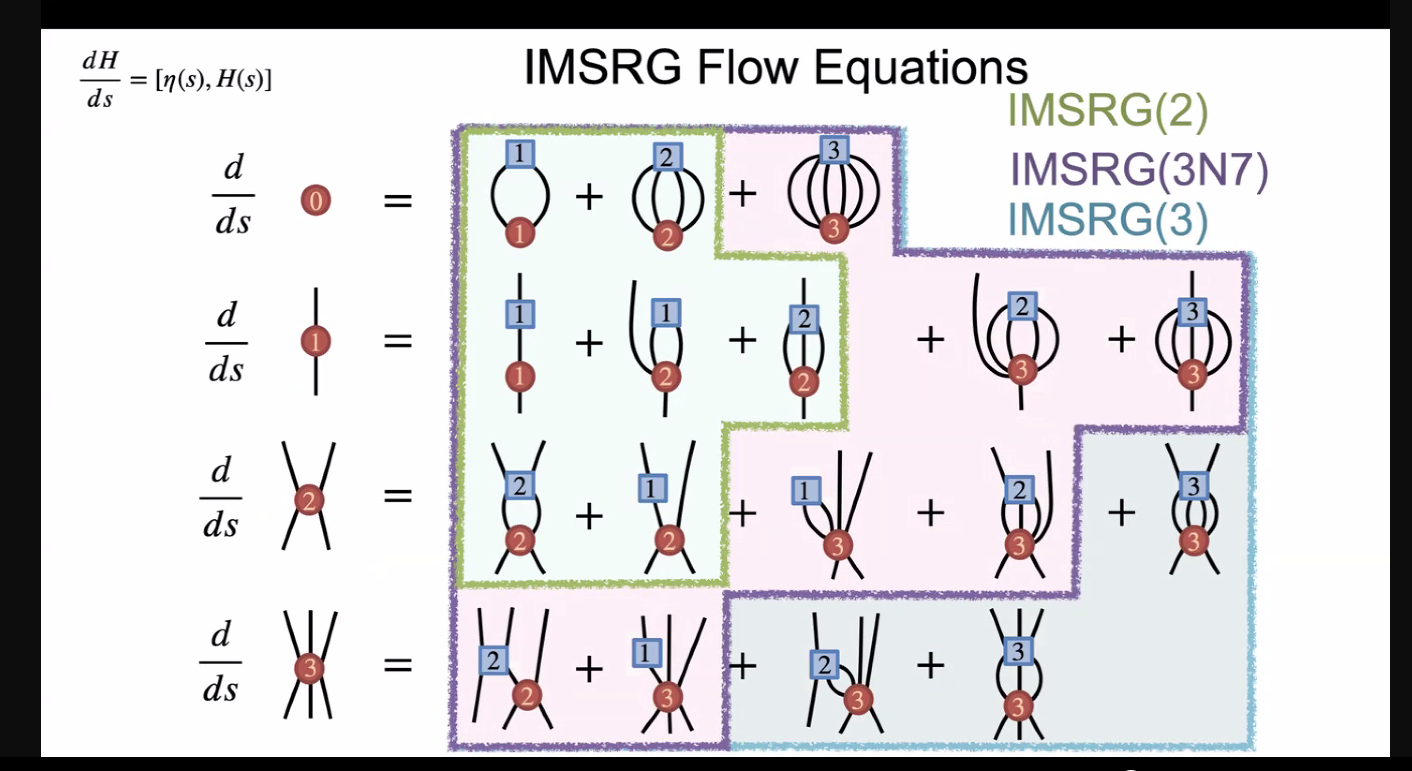 dH/ds = [η(s), H(s)]
IMSRG Flow Equations
IMSRG(2)
IMSRG(3N7)
IMSRG(3)
d/ds 0 = 1 1 + 2 2 + 3 3
d/ds 1 = 1 1 + 1 2 + 2 2 + 2 3 + 3 3
d/ds 2 = 2 2 + 1 2 + 1 3 + 2 3 + 3 3
d/ds 3 = 2 2 + 1 3 + 2 3 + 3 3